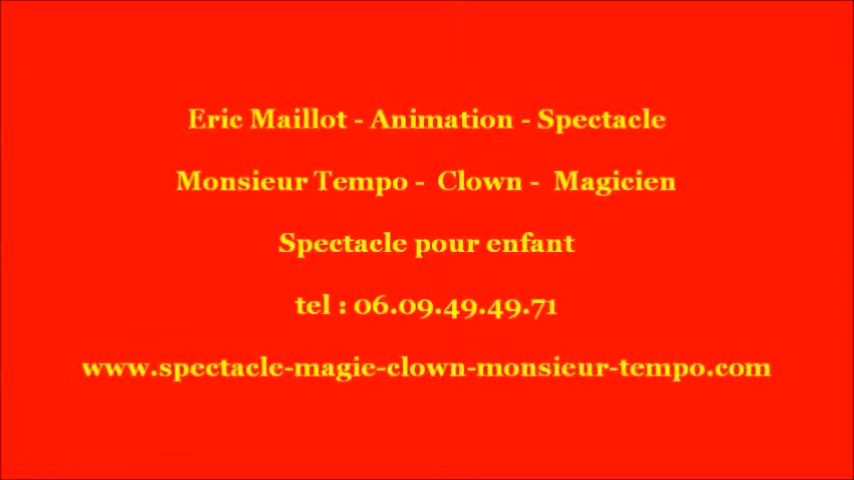 Eric Maillot - Animation - Spectacle
Monsieur Tempo - Clown - Magicien
Spectacle pour enfant
tel : 06.09.49.49.71
www.spectacle-magic-clown-monsieur-tempo.com